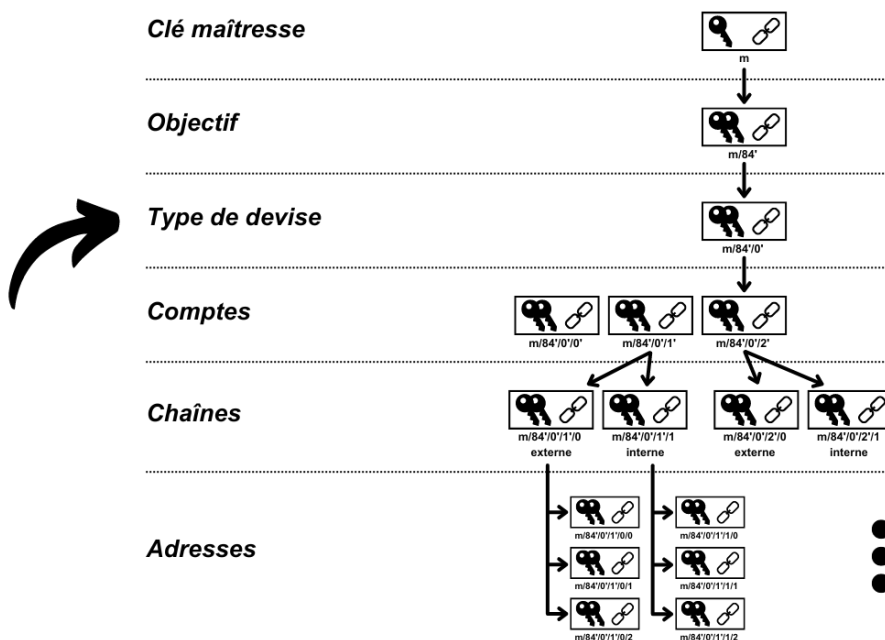 Clé maîtresse
m
Objectif
m/84'
Type de devise
m/84'/0'
Comptes
m/84'/0'/0'
m/84'/0'/1'
m/84'/0'/2'
Chaînes
m/84'/0'/1'/0
externe
m/84'/0'/1'/1
interne
m/84'/0'/2'/0
externe
m/84'/0'/2'/1
interne
Adresses
m/84'/0'/1'/0/0
m/84'/0'/1'/1/0
m/84'/0'/1'/0/1
m/84'/0'/1'/1/1
m/84'/0'/1'/0/2
m/84'/0'/1'/1/2